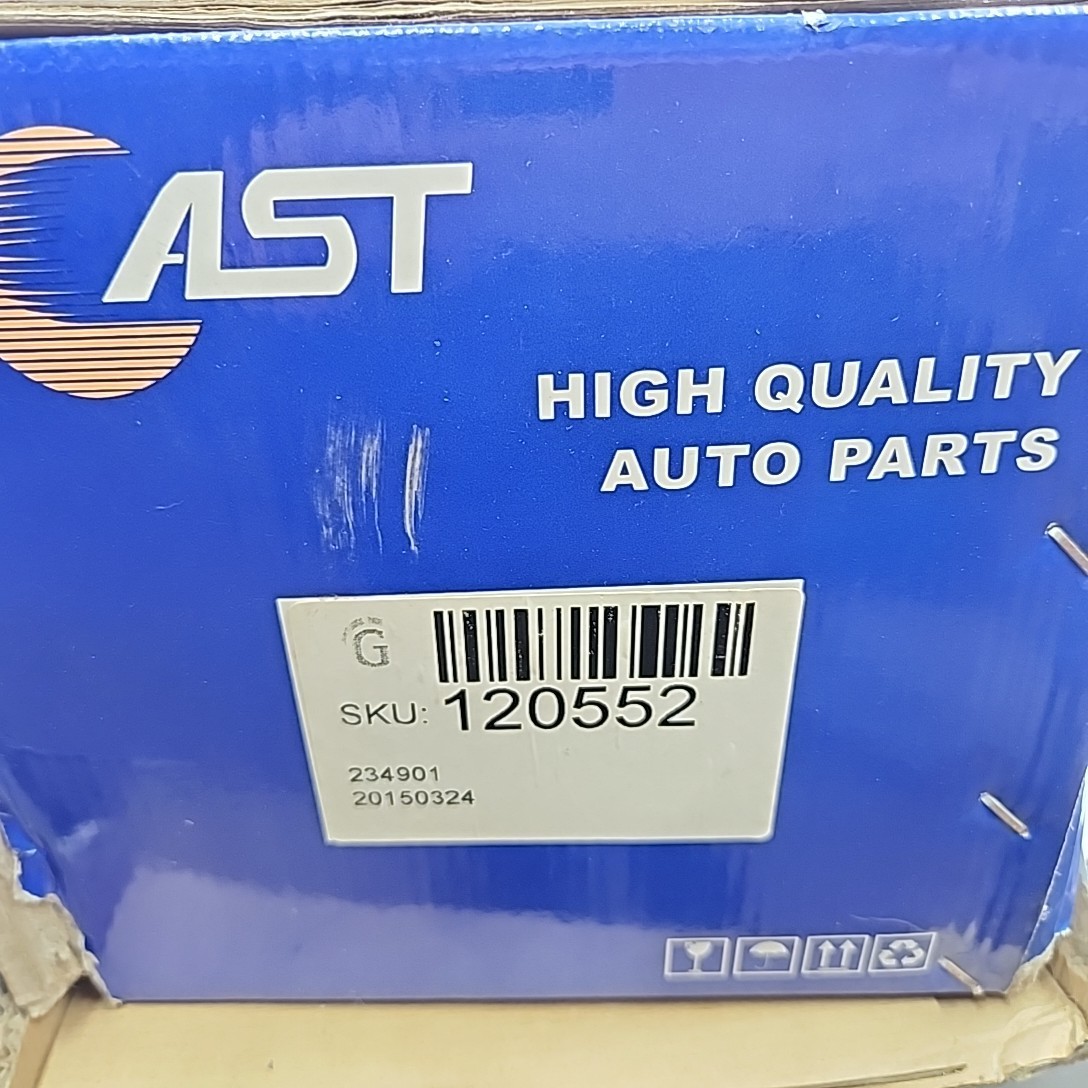 AST
HIGH QUALITY
AUTO PARTS
G
SKU: 120552
234901
20150324